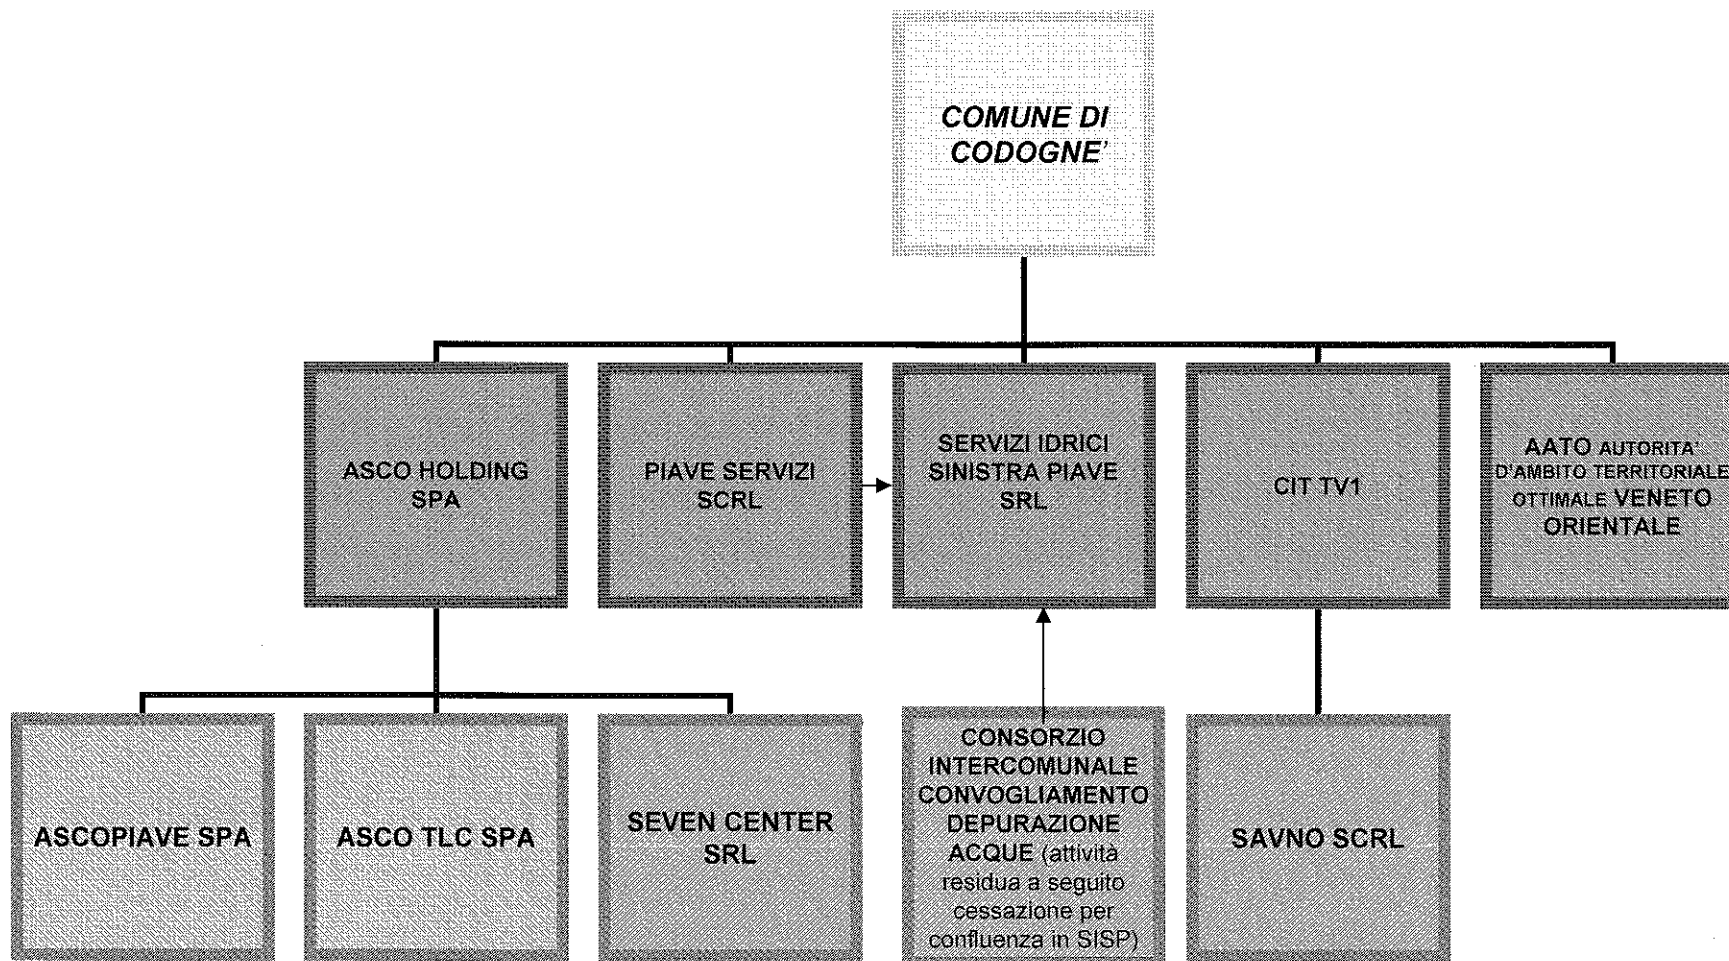 COMUNE DI
CODOGNE'
ASCO HOLDING
SPA
PIAVE SERVIZI
SCRL
SERVIZI IDRICI
SINISTRA PIAVE
SRL
CIT TV1
AATO AUTORITA'
D'AMBITO TERRITORIALE
OTTIMALE VENETO
ORIENTALE
ASCOPIAVE SPA
ASCO TLC SPA
SEVEN CENTER
SRL
CONSORZIO
INTERCOMUNALE
CONVOGLIAMENTO
DEPURAZIONE
ACQUE (attività
residua a seguito
cessazione per
confluenza in SISP)
SAVNO SCRL